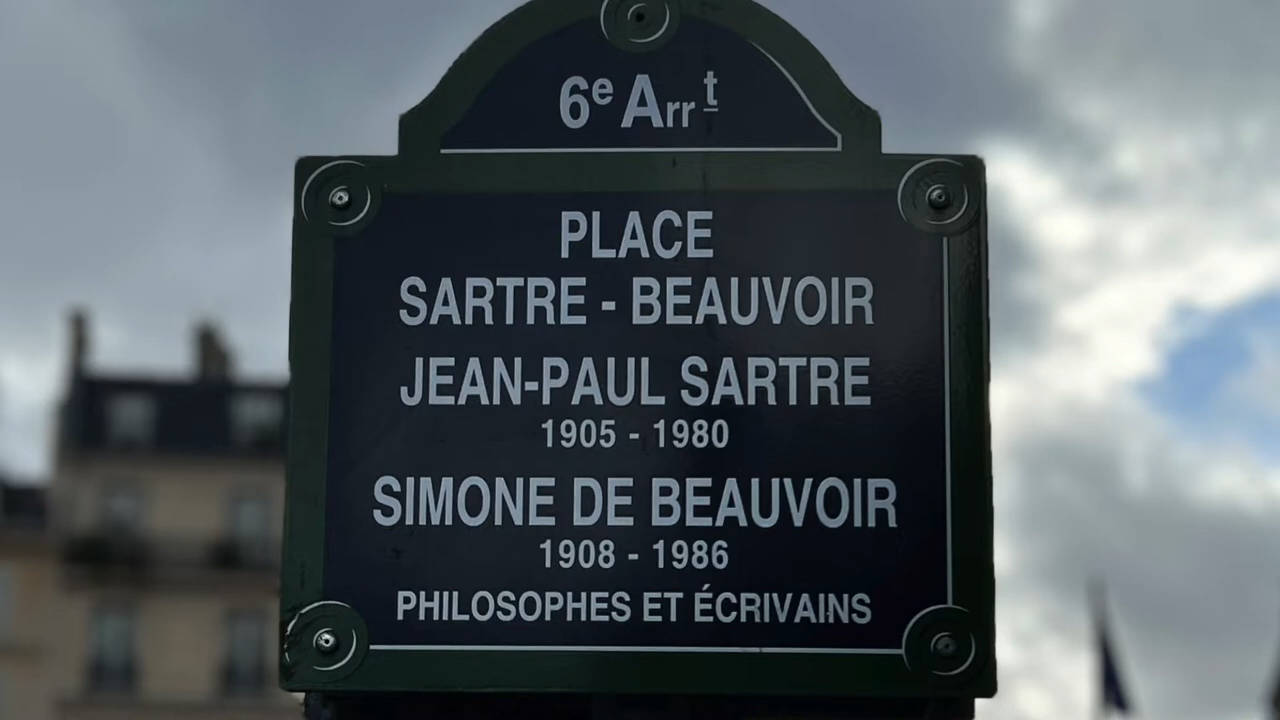 6e Arrt
PLACE
SARTRE - BEAUVOIR
JEAN-PAUL SARTRE
1905 - 1980
SIMONE DE BEAUVOIR
1908 - 1986
PHILOSOPHES ET ÉCRIVAINS